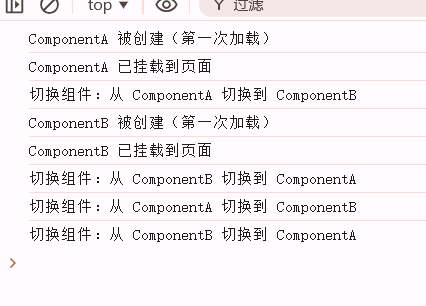 top
过滤
ComponentA 被创建（第一次加载）
ComponentA 已挂载到页面
切换组件：从 ComponentA 切换到 ComponentB
ComponentB 被创建（第一次加载）
ComponentB 已挂载到页面
切换组件：从 ComponentB 切换到 ComponentA
切换组件：从 ComponentA 切换到 ComponentB
切换组件：从 ComponentB 切换到 ComponentA